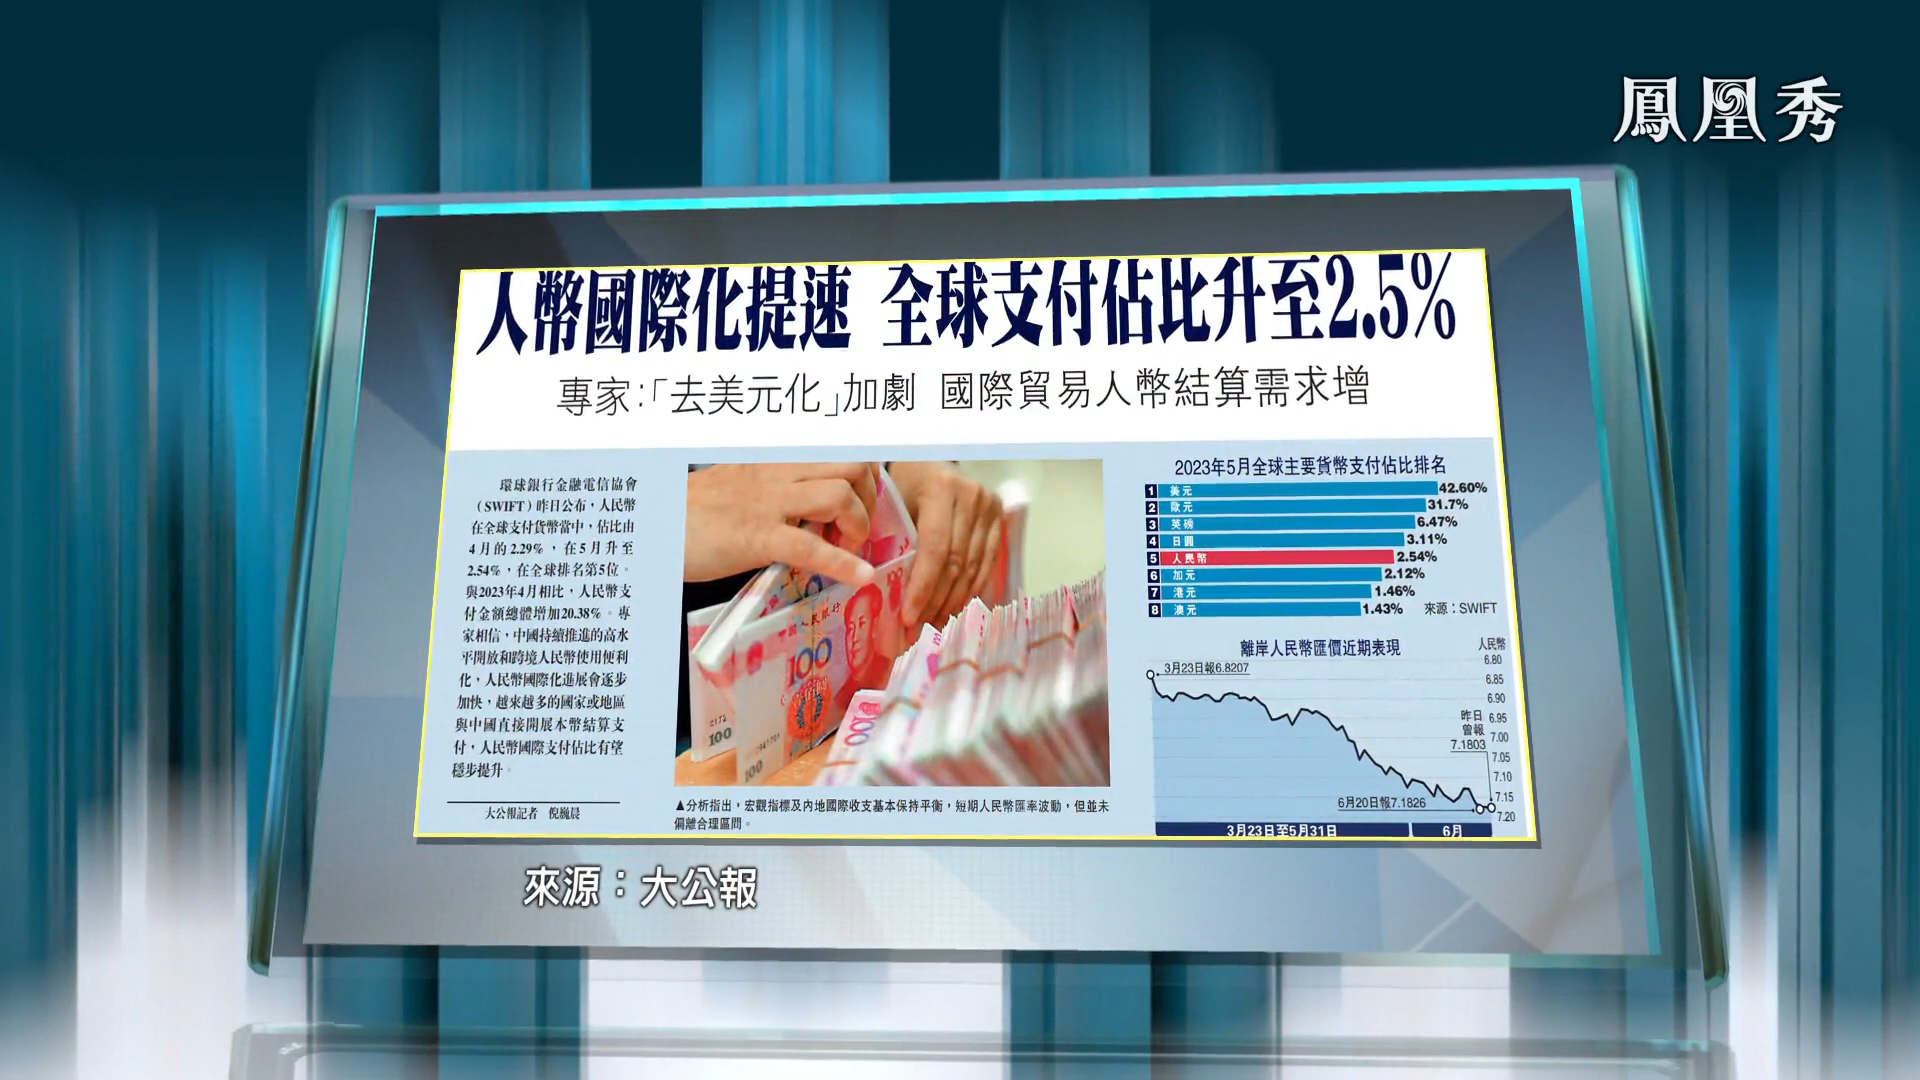 鳳凰秀
人幣國際化提速 全球支付佔比升至2.5%
專家：「去美元化」加劇 國際貿易人幣結算需求增
環球銀行金融電信協會
（SWIFT）昨日公布，人民幣
在全球支付貨幣當中，佔比由
4月的2.29%，在5月升至
2.54%，在全球排名第5位。
與2023年4月相比，人民幣支
付金額總體增加20.38%。專
家相信，中國持續推進的高水
平開放和跨境人民幣使用便利
化，人民幣國際化進展會逐步
加快，越來越多的國家或地區
與中國直接開展本幣結算支
付，人民幣國際支付佔比有望
穩步提升。
大公報記者 倪巍晨
中國人民銀行
100
100
100
100
100
▲分析指出，宏觀指標及內地國際收支基本保持平衡，短期人民幣匯率波動，但並未
偏離合理區間。
2023年5月全球主要貨幣支付佔比排名
1 美元 42.60%
2 歐元 31.7%
3 英磅 6.47%
4 日圓 3.11%
5 人民幣 2.54%
6 加元 2.12%
7 港元 1.46%
8 澳元 1.43%
來源：SWIFT
離岸人民幣匯價近期表現
人民幣
3月23日報6.8207
6.80
6.85
6.90
6.95
7.00
7.05
7.10
7.15
7.20
昨日
曾報
7.1803
6月20日報7.1826
3月23日至5月31日
6月
來源：大公報